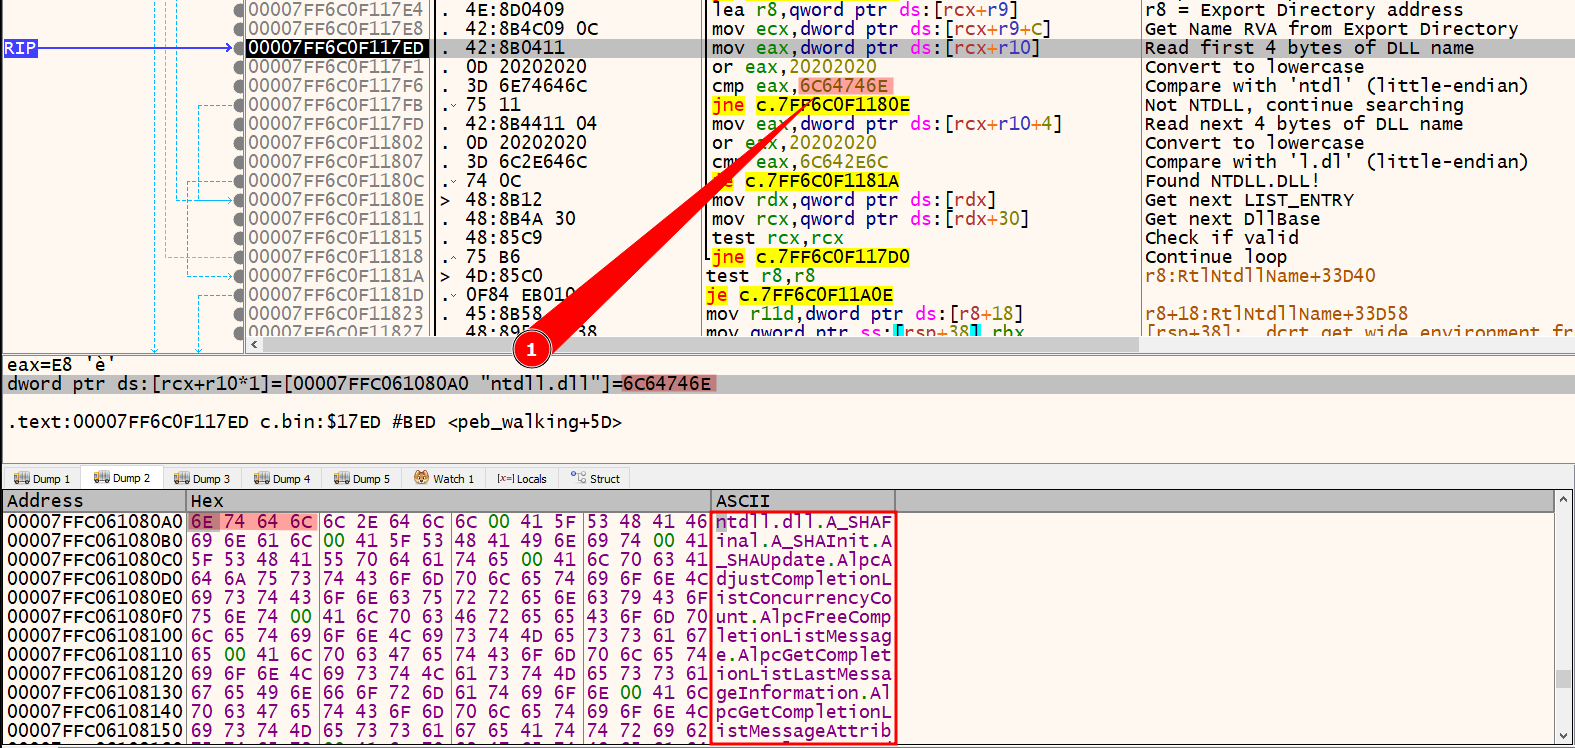 00007FF6C0F117E4 . 4E:8D0409 lea r8,qword ptr ds:[rcx+r9] r8 = Export Directory address
00007FF6C0F117E8 . 42:8B4C09 0C mov ecx,dword ptr ds:[rcx+r9+C] Get Name RVA from Export Directory
RIP 00007FF6C0F117ED . 42:8B0411 mov eax,dword ptr ds:[rcx+r10] Read first 4 bytes of DLL name
00007FF6C0F117F1 . 0D 20202020 or eax,20202020 Convert to lowercase
00007FF6C0F117F6 . 3D 6E74646C cmp eax,6C64746E Compare with 'ntdl' (little-endian)
00007FF6C0F117FB . 75 11 jne c.7FF6C0F1180E Not NTDLL, continue searching
00007FF6C0F117FD . 42:8B4411 04 mov eax,dword ptr ds:[rcx+r10+4] Read next 4 bytes of DLL name
00007FF6C0F11802 . 0D 20202020 or eax,20202020 Convert to lowercase
00007FF6C0F11807 . 3D 6C2E646C cmp eax,6C642E6C Compare with 'l.dl' (little-endian)
00007FF6C0F1180C . 74 0C c.7FF6C0F1181A Found NTDLL.DLL!
00007FF6C0F1180E > 48:8B12 mov rdx,qword ptr ds:[rdx] Get next LIST_ENTRY
00007FF6C0F11811 . 48:8B4A 30 mov rcx,qword ptr ds:[rdx+30] Get next DllBase
00007FF6C0F11815 . 48:85C9 test rcx,rcx Check if valid
00007FF6C0F11818 . 75 B6 jne c.7FF6C0F117D0 Continue loop
00007FF6C0F1181A > 4D:85C0 test r8,r8 r8:RtlNtdllName+33D40
00007FF6C0F1181D . 0F84 EB010 je c.7FF6C0F11A0E
00007FF6C0F11823 . 45:8B58 mov r11d,dword ptr ds:[r8+18] r8+18:RtlNtdllName+33D58
00007FF6C0F11827 . 48:895 38 mov qword ptr ss:[rsp+38],rbx [rsp+38]:__dcrt_get_wide_environment_fr
1
eax=E8 'è'
dword ptr ds:[rcx+r10*1]=[00007FFC061080A0 "ntdll.dll"]=6C64746E
.text:00007FF6C0F117ED c.bin:$17ED #BED <peb_walking+5D>
Dump 1 Dump 2 Dump 3 Dump 4 Dump 5 Watch 1 [x=] Locals Struct
Address Hex ASCII
00007FFC061080A0 6E 74 64 6C 6C 2E 64 6C 6C 00 41 5F 53 48 41 46 ntdll.dll.A_SHAF
00007FFC061080B0 69 6E 61 6C 00 41 5F 53 48 41 49 6E 69 74 00 41 inal.A_SHAInit.A
00007FFC061080C0 5F 53 48 41 55 70 64 61 74 65 00 41 6C 70 63 41 _SHAUpdate.AlpcA
00007FFC061080D0 64 6A 75 73 74 43 6F 6D 70 6C 65 74 69 6F 6E 4C djustCompletionL
00007FFC061080E0 69 73 74 43 6F 6E 63 75 72 72 65 6E 63 79 43 6F istConcurrencyCo
00007FFC061080F0 75 6E 74 00 41 6C 70 63 46 72 65 65 43 6F 6D 70 unt.AlpcFreeComp
00007FFC06108100 6C 65 74 69 6F 6E 4C 69 73 74 4D 65 73 73 61 67 letionListMessag
00007FFC06108110 65 00 41 6C 70 63 47 65 74 43 6F 6D 70 6C 65 74 e.AlpcGetComplet
00007FFC06108120 69 6F 6E 4C 69 73 74 4C 61 73 74 4D 65 73 73 61 ionListLastMessa
00007FFC06108130 67 65 49 6E 66 6F 72 6D 61 74 69 6F 6E 00 41 6C geInformation.Al
00007FFC06108140 70 63 47 65 74 43 6F 6D 70 6C 65 74 69 6F 6E 4C pcGetCompletionL
00007FFC06108150 69 73 74 4D 65 73 73 61 67 65 41 74 74 72 69 62 istMessageAttrib